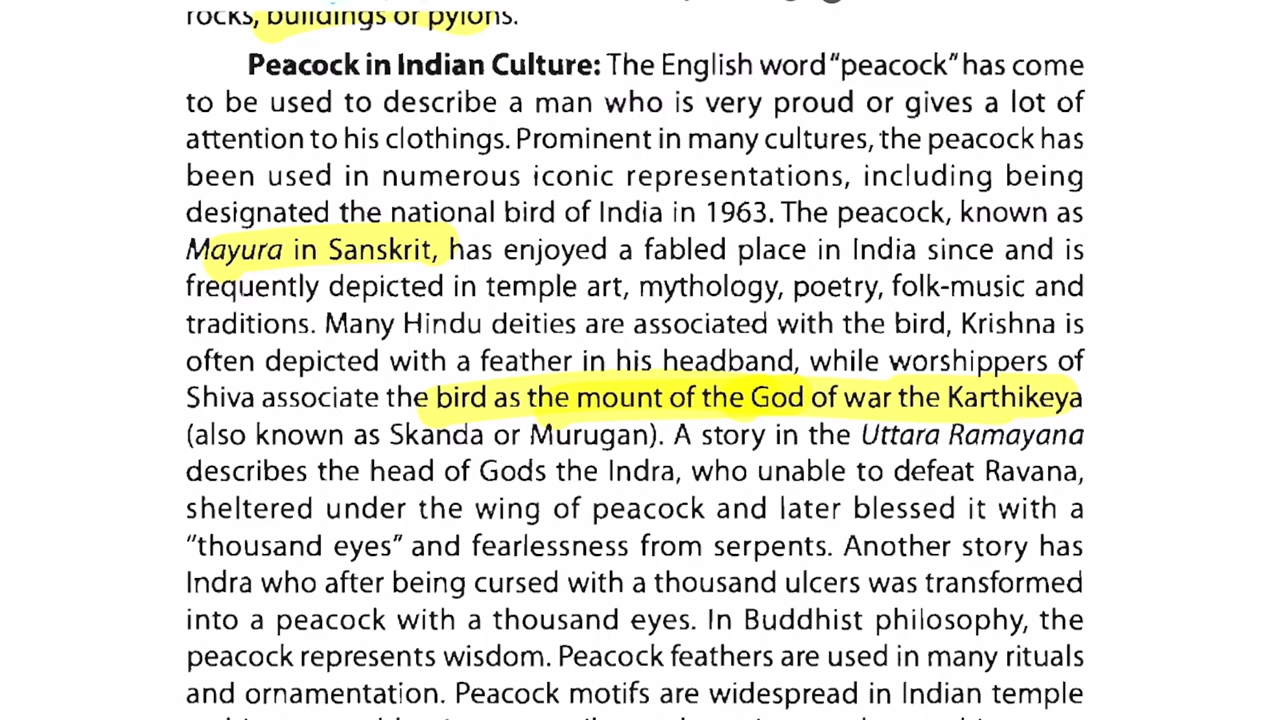 rocks, buildings or pylons.
Peacock in Indian Culture: The English word "peacock" has come
to be used to describe a man who is very proud or gives a lot of
attention to his clothings. Prominent in many cultures, the peacock has
been used in numerous iconic representations, including being
designated the national bird of India in 1963. The peacock, known as
Mayura in Sanskrit, has enjoyed a fabled place in India since and is
frequently depicted in temple art, mythology, poetry, folk-music and
traditions. Many Hindu deities are associated with the bird, Krishna is
often depicted with a feather in his headband, while worshippers of
Shiva associate the bird as the mount of the God of war the Karthikeya
(also known as Skanda or Murugan). A story in the Uttara Ramayana
describes the head of Gods the Indra, who unable to defeat Ravana,
sheltered under the wing of peacock and later blessed it with a
"thousand eyes" and fearlessness from serpents. Another story has
Indra who after being cursed with a thousand ulcers was transformed
into a peacock with a thousand eyes. In Buddhist philosophy, the
peacock represents wisdom. Peacock feathers are used in many rituals
and ornamentation. Peacock motifs are widespread in Indian temple